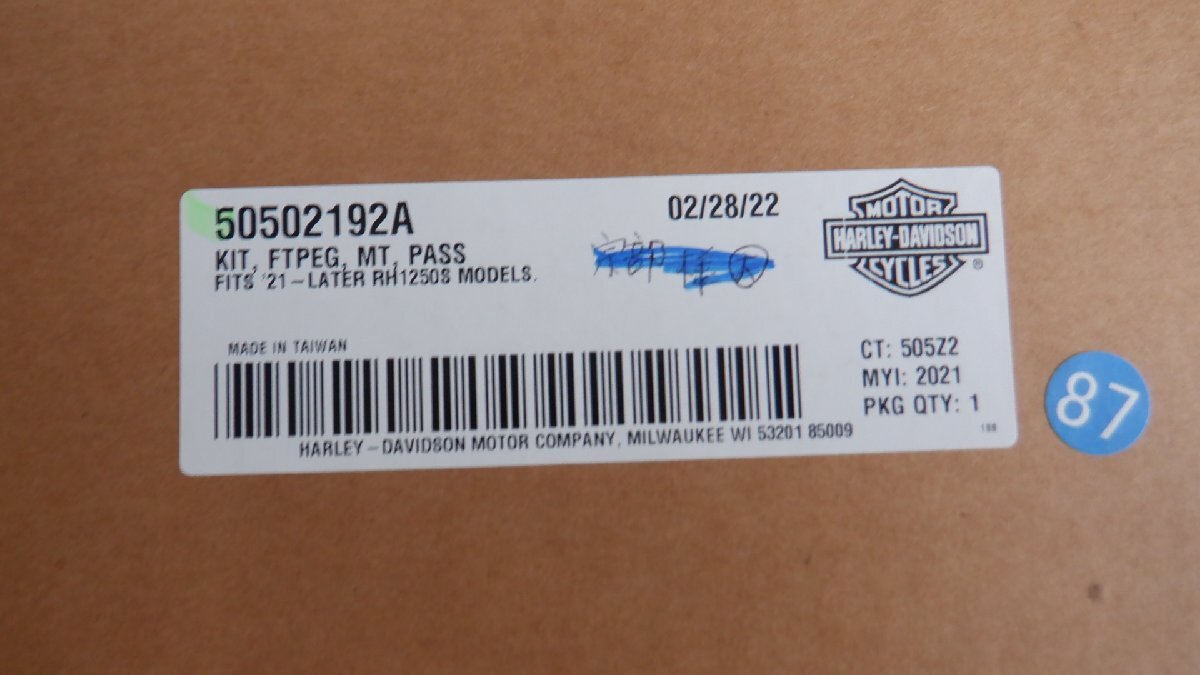 50502192A
02/28/22
KIT, FTPEG, MT, PASS
FITS '21-LATER RH1250S MODELS.
MOTOR
HARLEY-DAVIDSON
CYCLES
®
MADE IN TAIWAN
CT: 505Z2
MYI: 2021
PKG QTY: 1
HARLEY-DAVIDSON MOTOR COMPANY, MILWAUKEE WI 53201 85009
188
87